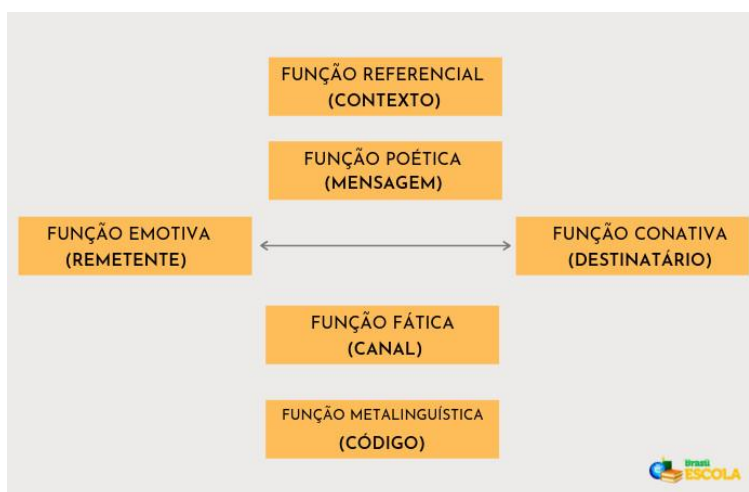 FUNÇÃO REFERENCIAL
(CONTEXTO)
FUNÇÃO POÉTICA
(MENSAGEM)
FUNÇÃO EMOTIVA
(REMETENTE)
FUNÇÃO CONATIVA
(DESTINATÁRIO)
FUNÇÃO FÁTICA
(CANAL)
FUNÇÃO METALINGUÍSTICA
(CÓDIGO)
Brasil
ESCOLA